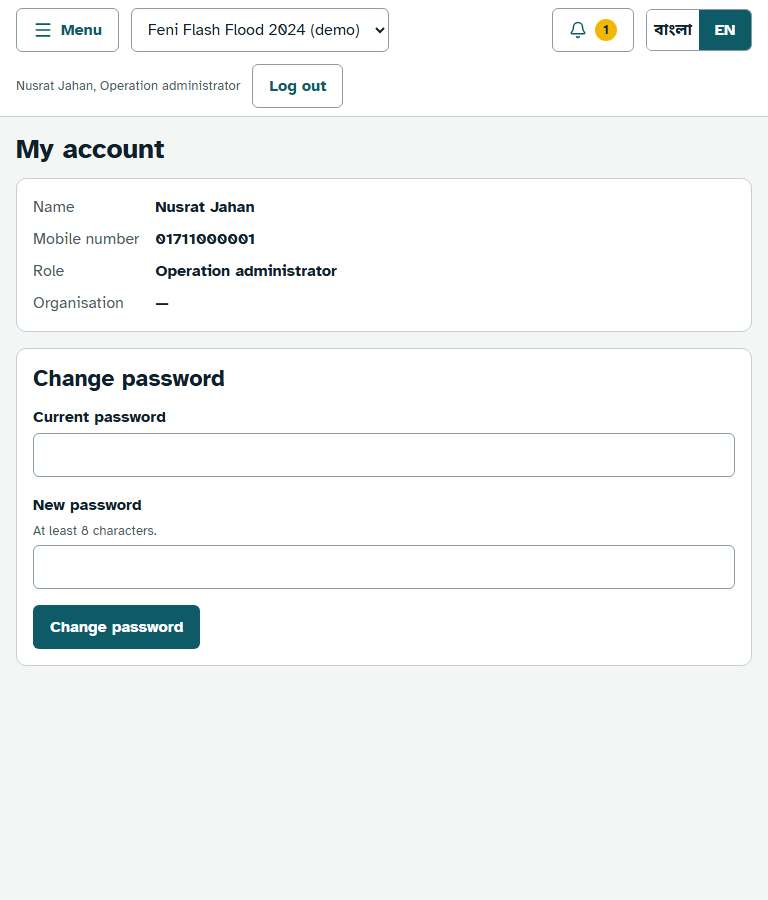 Menu
Feni Flash Flood 2024 (demo)
1
বাংলা
EN
Nusrat Jahan, Operation administrator
Log out
My account
Name Nusrat Jahan
Mobile number 01711000001
Role Operation administrator
Organisation —
Change password
Current password
New password
At least 8 characters.
Change password